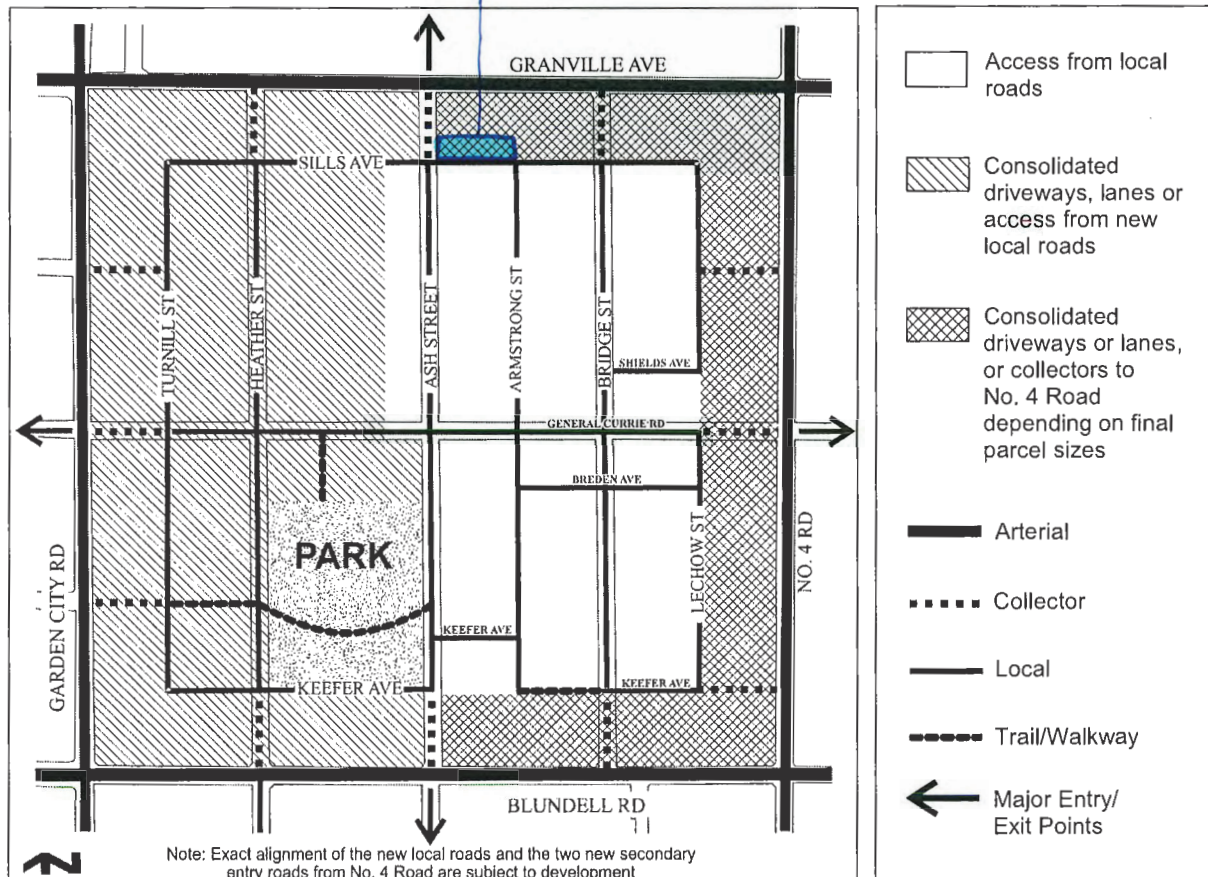 GRANVILLE AVE
SILLS AVE
TURNILL ST
HEATHER ST
ASH STREET
ARMSTRONG ST
BRIDGE ST
SHIELDS AVE
GENERAL CURRIE RD
BREDEN AVE
PARK
LECHOW ST
NO. 4 RD
GARDEN CITY RD
KEEFER AVE
KEEFER AVE
KEEFER AVE
BLUNDELL RD
N
Note: Exact alignment of the new local roads and the two new secondary
entry roads from No. 4 Road are subject to development
Access from local
roads
Consolidated
driveways, lanes or
access from new
local roads
Consolidated
driveways or lanes,
or collectors to
No. 4 Road
depending on final
parcel sizes
Arterial
Collector
Local
Trail/Walkway
Major Entry/
Exit Points